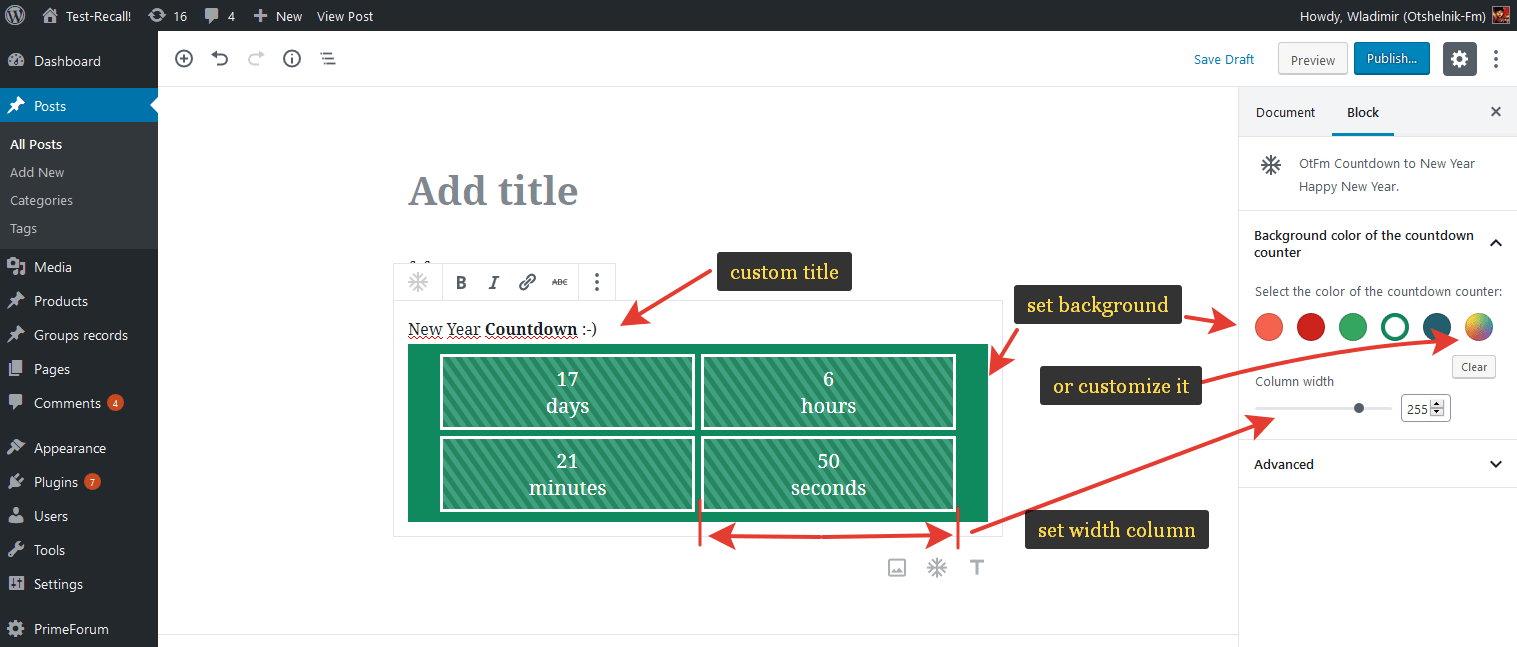 Test-Recall! 16 4 New View Post Howdy, Wladimir (Otshelnik-Fm)
Dashboard
Posts
All Posts
Add New
Categories
Tags
Media
Products
Groups records
Pages
Comments 4
Appearance
Plugins 7
Users
Tools
Settings
PrimeForum
Save Draft Preview Publish...
Add title
B I ABC
custom title
New Year Countdown :-)
17
days
6
hours
21
minutes
50
seconds
set background
or customize it
set width column
T
Document Block
OtFm Countdown to New Year
Happy New Year.
Background color of the countdown
counter
Select the color of the countdown counter:
Clear
Column width
255
Advanced